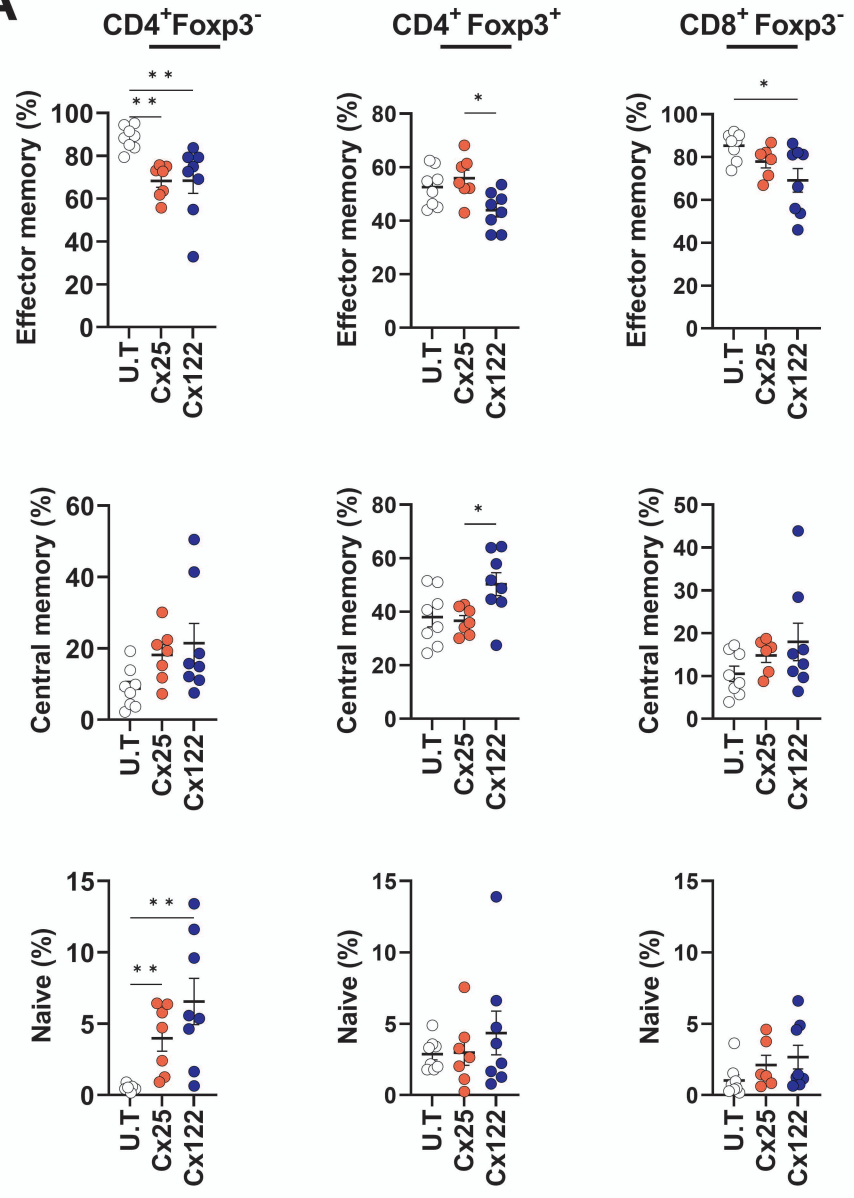 A
CD4+Foxp3- CD4+ Foxp3+ CD8+ Foxp3-
Effector memory (%)
100
80
60
40
20
0
**
**
U.T Cx25 Cx122
Effector memory (%)
80
60
40
20
0
*
U.T Cx25 Cx122
Effector memory (%)
100
80
60
40
20
0
*
U.T Cx25 Cx122
Central memory (%)
60
40
20
0
U.T Cx25 Cx122
Central memory (%)
80
60
40
20
0
*
U.T Cx25 Cx122
Central memory (%)
50
40
30
20
10
0
U.T Cx25 Cx122
Naive (%)
15
10
5
0
**
**
U.T Cx25 Cx122
Naive (%)
15
10
5
0
U.T Cx25 Cx122
Naive (%)
15
10
5
0
U.T Cx25 Cx122